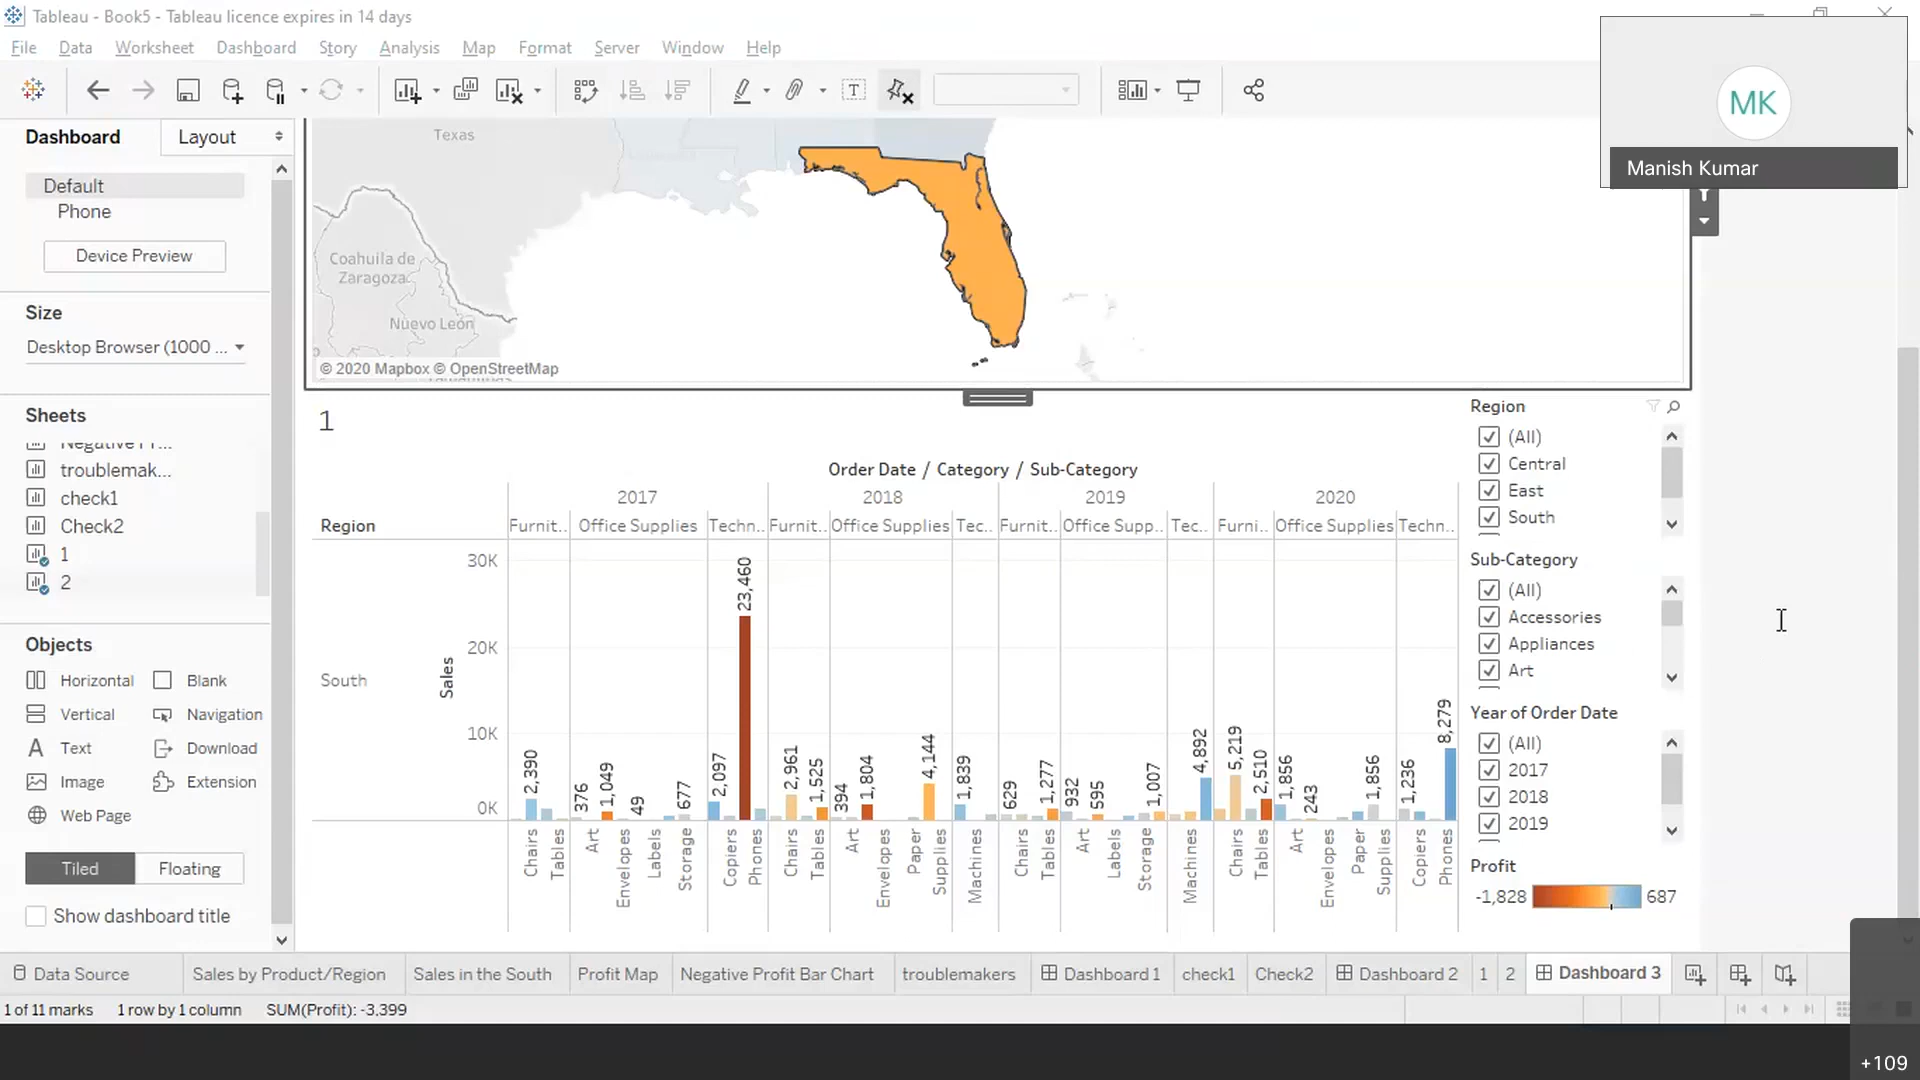 Tableau - Book5 - Tableau licence expires in 14 days
File Data Worksheet Dashboard Story Analysis Map Format Server Window Help
MK
Manish Kumar
Dashboard Layout
Default
Phone
Device Preview
Size
Desktop Browser (1000 ...
Sheets
troublemak...
check1
Check2
1
2
Objects
Horizontal Blank
Vertical Navigation
Text Download
Image Extension
Web Page
Tiled Floating
Show dashboard title
Texas
Coahuila de
Zaragoza
Nuevo León
© 2020 Mapbox © OpenStreetMap
1
Order Date / Category / Sub-Category
2017 2018 2019 2020
Region Furnit.. Office Supplies Techn.. Furnit.. Office Supplies Tec.. Furnit.. Office Supp.. Tec.. Furni.. Office Supplies Techn..
South
Sales
30K
20K
10K
0K
2,390 376 1,049 49 677 2,097 23,460 2,961 1,525 394 1,804 4,144 1,839 629 1,277 932 595 1,007 4,892 5,219 2,510 1,856 243 1,856 1,236 8,279
Chairs Tables Art Envelopes Labels Storage Copiers Phones Chairs Tables Art Envelopes Paper Supplies Machines Chairs Tables Art Labels Storage Machines Chairs Tables Art Envelopes Paper Supplies Copiers Phones
Region
(All)
Central
East
South
Sub-Category
(All)
Accessories
Appliances
Art
Year of Order Date
(All)
2017
2018
2019
Profit
-1,828 687
Data Source Sales by Product/Region Sales in the South Profit Map Negative Profit Bar Chart troublemakers Dashboard 1 check1 Check2 Dashboard 2 1 2 Dashboard 3
1 of 11 marks 1 row by 1 column SUM(Profit): -3,399
+109